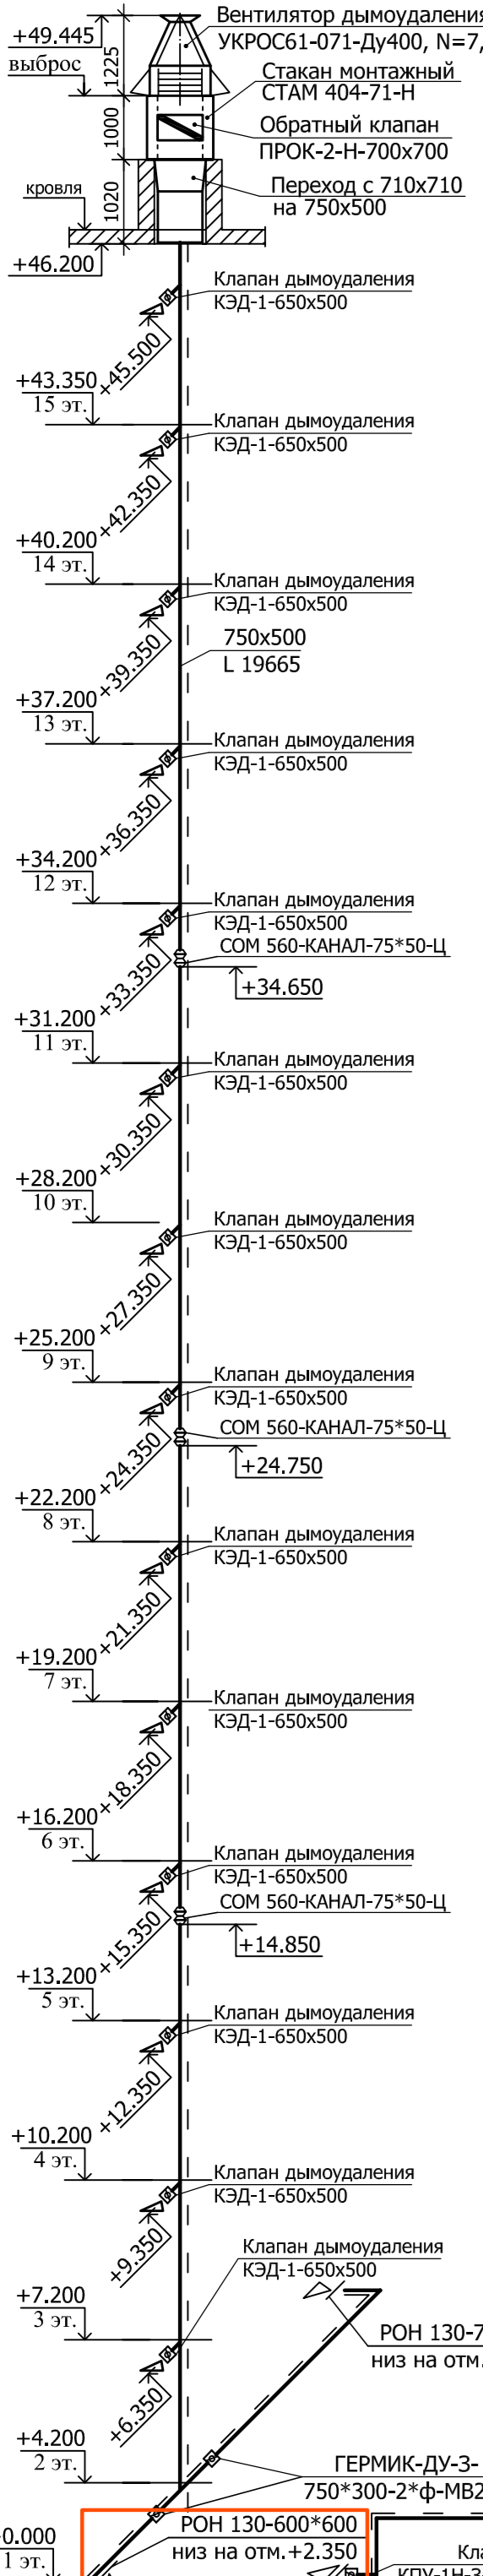 Вентилятор дымоудаления
+49.445
УКРОС61-071-Ду400, N=7,
выброс
1225
Стакан монтажный
СТАМ 404-71-Н
1000
Обратный клапан
ПРОК-2-Н-700х700
Переход с 710х710
на 750х500
кровля
1020
+46.200
Клапан дымоудаления
КЭД-1-650х500
+45.500
+43.350
15 эт.
Клапан дымоудаления
КЭД-1-650х500
+42.350
+40.200
14 эт.
Клапан дымоудаления
КЭД-1-650х500
+39.350
750х500
L 19665
+37.200
13 эт.
Клапан дымоудаления
КЭД-1-650х500
+36.350
+34.200
12 эт.
Клапан дымоудаления
КЭД-1-650х500
СОМ 560-КАНАЛ-75*50-Ц
+33.350
+34.650
+31.200
11 эт.
Клапан дымоудаления
КЭД-1-650х500
+30.350
+28.200
10 эт.
Клапан дымоудаления
КЭД-1-650х500
+27.350
+25.200
9 эт.
Клапан дымоудаления
КЭД-1-650х500
СОМ 560-КАНАЛ-75*50-Ц
+24.350
+24.750
+22.200
8 эт.
Клапан дымоудаления
КЭД-1-650х500
+21.350
+19.200
7 эт.
Клапан дымоудаления
КЭД-1-650х500
+18.350
+16.200
6 эт.
Клапан дымоудаления
КЭД-1-650х500
СОМ 560-КАНАЛ-75*50-Ц
+15.350
+14.850
+13.200
5 эт.
Клапан дымоудаления
КЭД-1-650х500
+12.350
+10.200
4 эт.
Клапан дымоудаления
КЭД-1-650х500
+9.350
Клапан дымоудаления
КЭД-1-650х500
+7.200
3 эт.
РОН 130-7
низ на отм.
+6.350
+4.200
2 эт.
ГЕРМИК-ДУ-3-
750*300-2*ф-МВ2
РОН 130-600*600
0.000
низ на отм.+2.350
1 эт.
Кла
КПУ-1Н-3